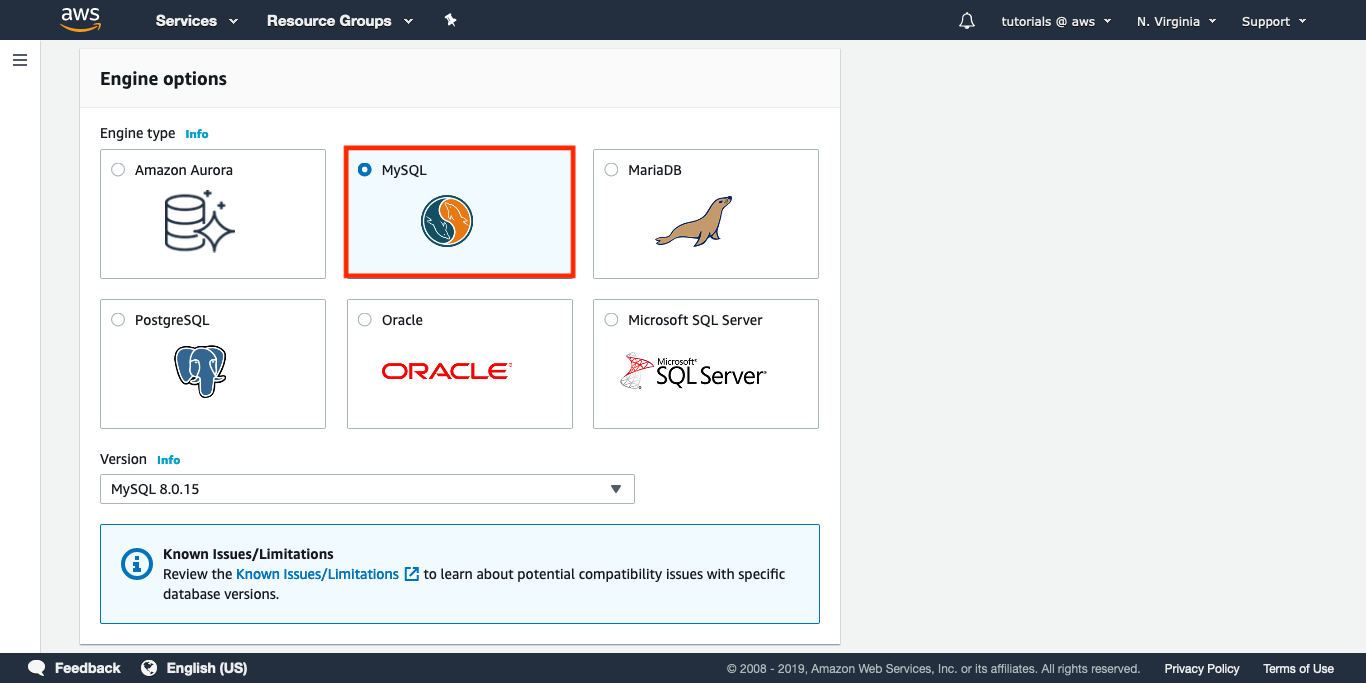 aws Services Resource Groups tutorials @ aws N. Virginia Support
Engine options
Engine type Info
Amazon Aurora MySQL MariaDB
PostgreSQL Oracle Microsoft SQL Server
ORACLE Microsoft SQL Server
Version Info
MySQL 8.0.15
Known Issues/Limitations
Review the Known Issues/Limitations to learn about potential compatibility issues with specific
database versions.
Feedback English (US) © 2008 - 2019, Amazon Web Services, Inc. or its affiliates. All rights reserved. Privacy Policy Terms of Use